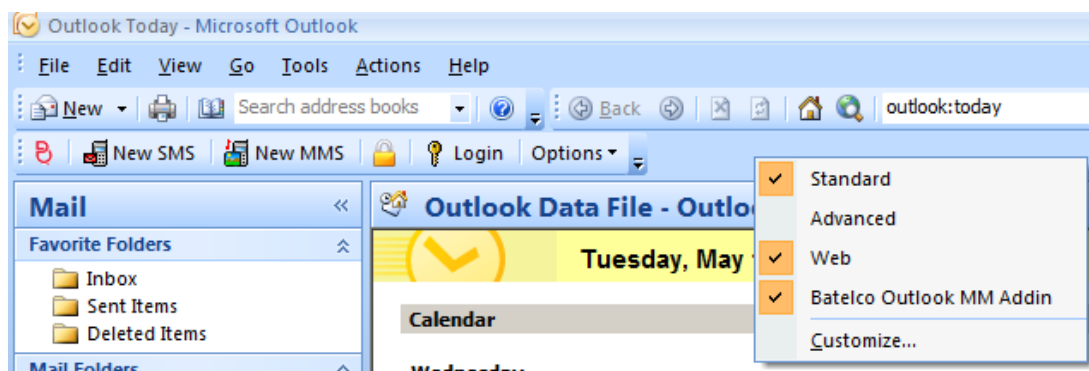 Outlook Today - Microsoft Outlook
File Edit View Go Tools Actions Help
New Search address books Back outlook:today
New SMS New MMS Login Options
Mail Outlook Data File - Outlo
Favorite Folders Tuesday, May
Inbox
Sent Items
Deleted Items
Calendar
Mail Folders
Wednesday
Standard
Advanced
Web
Batelco Outlook MM Addin
Customize...